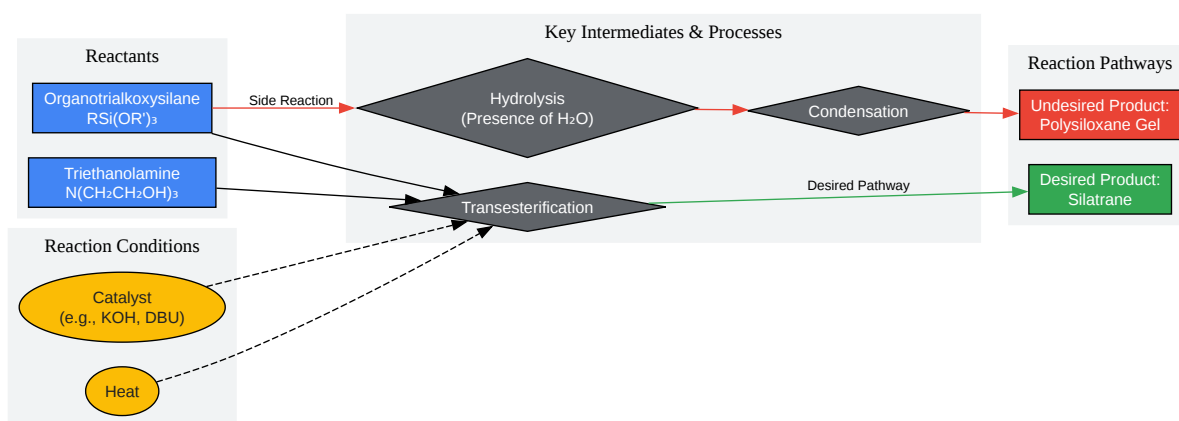 Key Intermediates & Processes
Reactants
Reaction Pathways
Organotrialkoxysilane
RSi(OR')₃
Side Reaction
Hydrolysis
(Presence of H₂O)
Condensation
Undesired Product:
Polysiloxane Gel
Triethanolamine
N(CH₂CH₂OH)₃
Transesterification
Desired Pathway
Desired Product:
Silatrane
Reaction Conditions
Catalyst
(e.g., KOH, DBU)
Heat